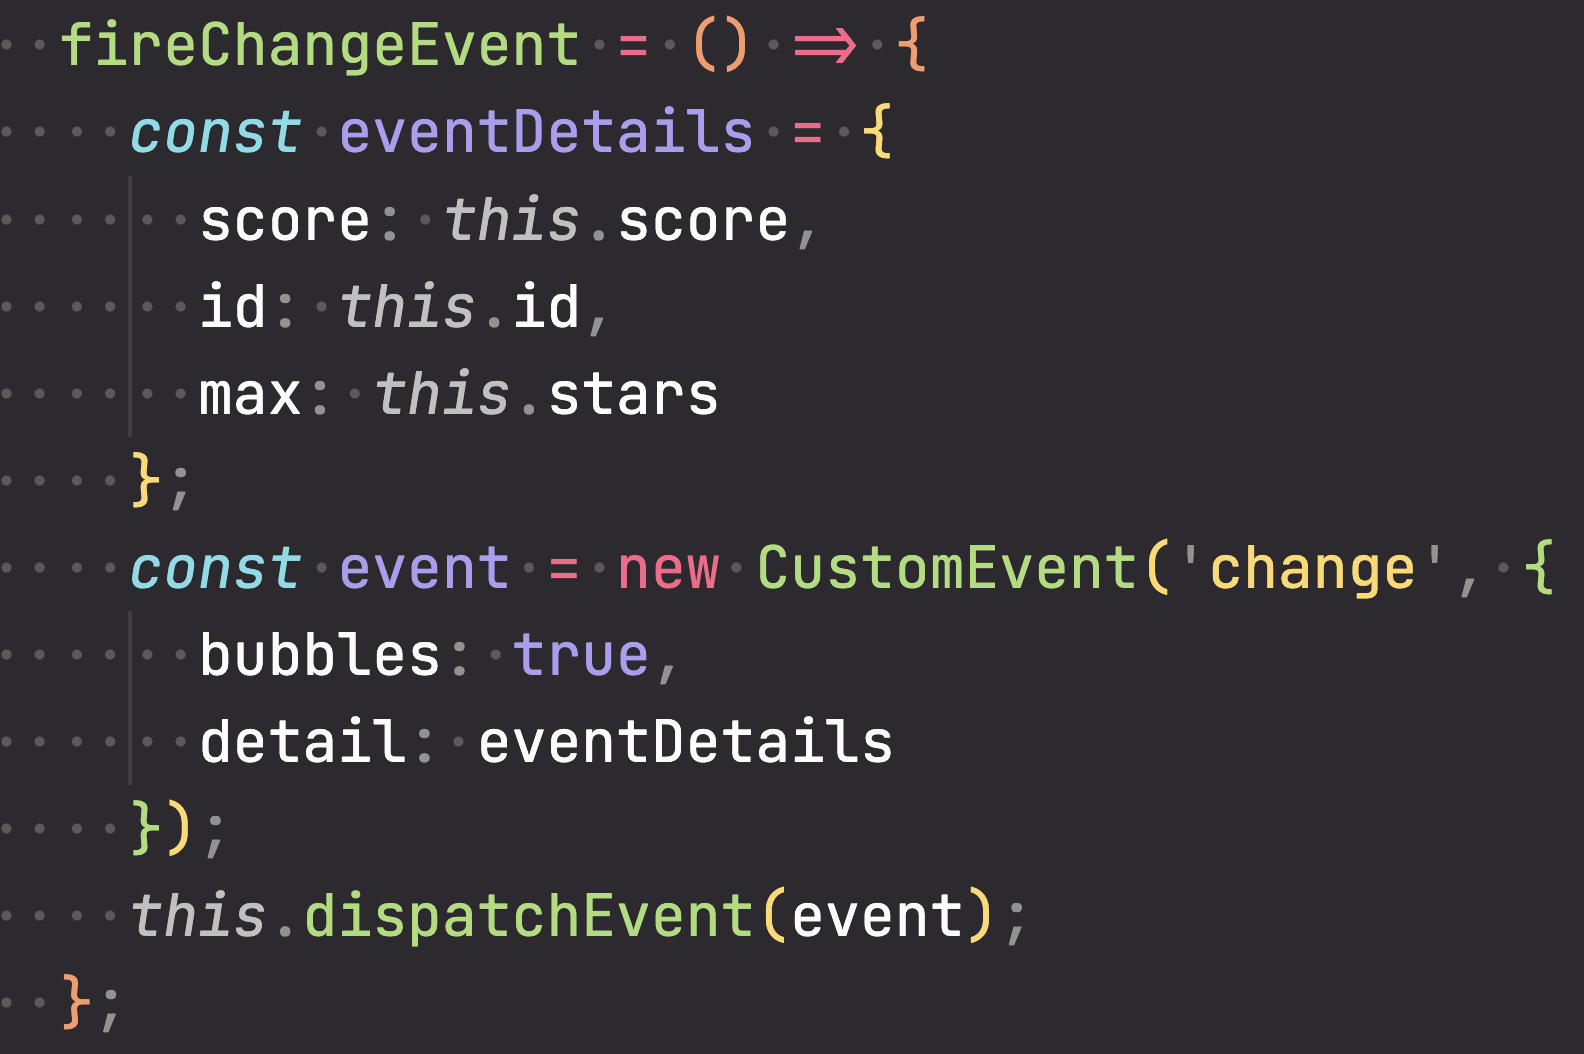 fireChangeEvent = () => {
const eventDetails = {
score: this.score,
id: this.id,
max: this.stars
};
const event = new CustomEvent('change', {
bubbles: true,
detail: eventDetails
});
this.dispatchEvent(event);
};